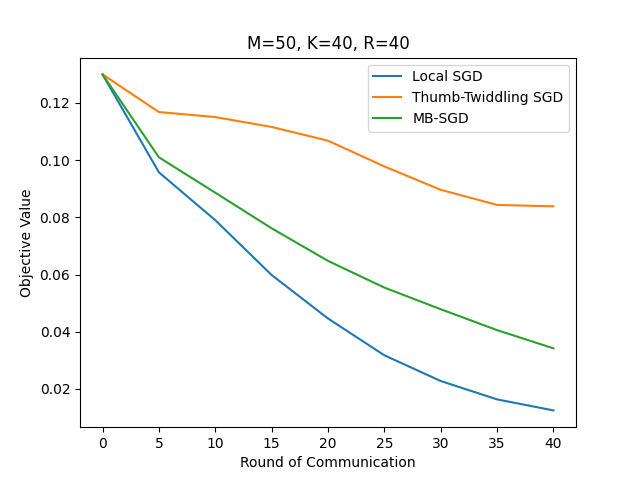 M=50, K=40, R=40
Local SGD
Thumb-Twiddling SGD
MB-SGD
Objective Value
0.12
0.10
0.08
0.06
0.04
0.02
0 5 10 15 20 25 30 35 40
Round of Communication